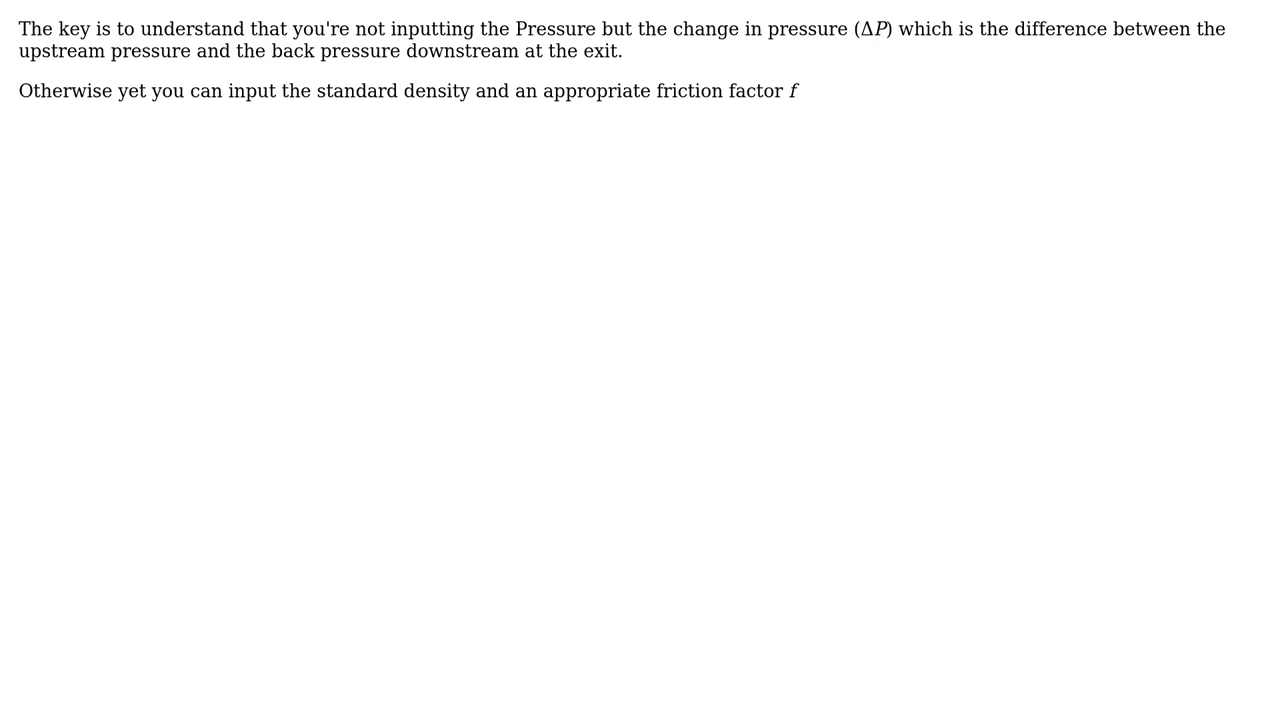 The key is to understand that you're not inputting the Pressure but the change in pressure (ΔP) which is the difference between the
upstream pressure and the back pressure downstream at the exit.
Otherwise yet you can input the standard density and an appropriate friction factor f